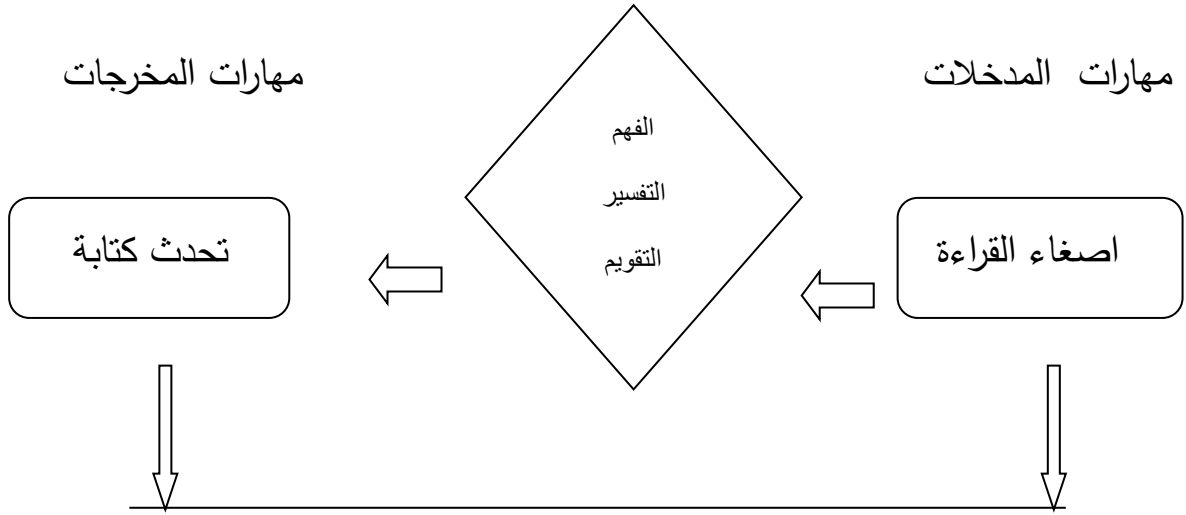 مهارات المدخلات
مهارات المخرجات
الفهم
التفسير
التقويم
اصغاء القراءة
تحدث كتابة